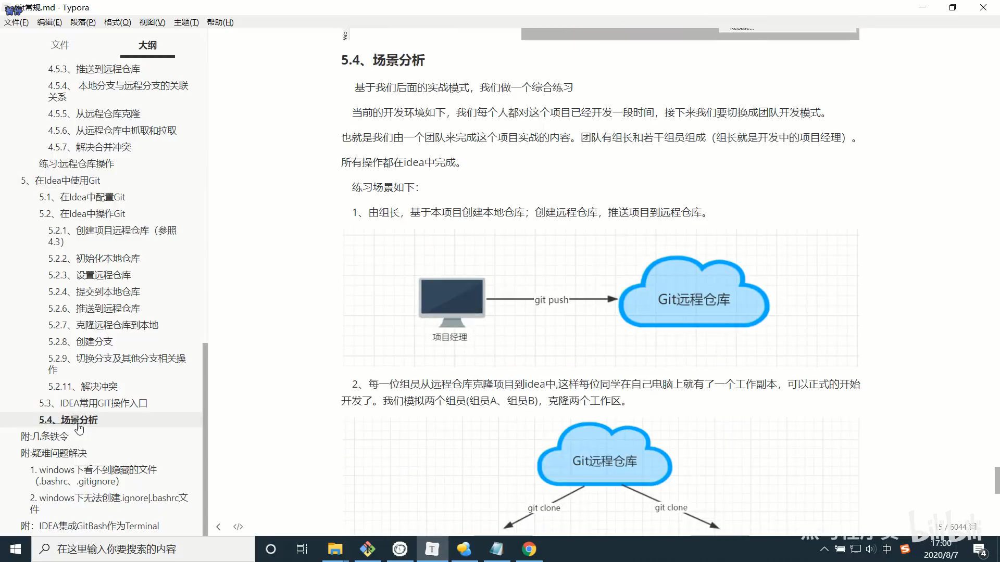 Git常规.md - Typora
暂停
文件(F) 编辑(E) 段落(P) 格式(O) 视图(V) 主题(T) 帮助(H)
文件 大纲
4.5.3、推送到远程仓库
4.5.4、 本地分支与远程分支的关联
关系
4.5.5、从远程仓库克隆
4.5.6、从远程仓库中抓取和拉取
4.5.7、解决合并冲突
练习:远程仓库操作
5、在Idea中使用Git
5.1、在Idea中配置Git
5.2、在Idea中操作Git
5.2.1、创建项目远程仓库（参照
4.3）
5.2.2、初始化本地仓库
5.2.3、设置远程仓库
5.2.4、提交到本地仓库
5.2.6、推送到远程仓库
5.2.7、克隆远程仓库到本地
5.2.8、创建分支
5.2.9、切换分支及其他分支相关操
作
5.2.11、解决冲突
5.3、IDEA常用GIT操作入口
5.4、场景分析
附:几条铁令
附:疑难问题解决
1. windows下看不到隐藏的文件
（.bashrc、.gitignore）
2. windows下无法创建.ignore|.bashrc文
件
附：IDEA集成GitBash作为Terminal
Web
ReBase...
5.4、场景分析
基于我们后面的实战模式，我们做一个综合练习
当前的开发环境如下，我们每个人都对这个项目已经开发一段时间，接下来我们要切换成团队开发模式。
也就是我们由一个团队来完成这个项目实战的内容。团队有组长和若干组员组成（组长就是开发中的项目经理）。
所有操作都在idea中完成。
练习场景如下：
1、由组长，基于本项目创建本地仓库；创建远程仓库，推送项目到远程仓库。
git push
Git远程仓库
项目经理
2、每一位组员从远程仓库克隆项目到idea中,这样每位同学在自己电脑上就有了一个工作副本，可以正式的开始
开发了。我们模拟两个组员(组员A、组员B)，克隆两个工作区。
Git远程仓库
git clone git clone
15 / 6044 词
bilibili
在这里输入你要搜索的内容
中
17:00
2020/8/7
4